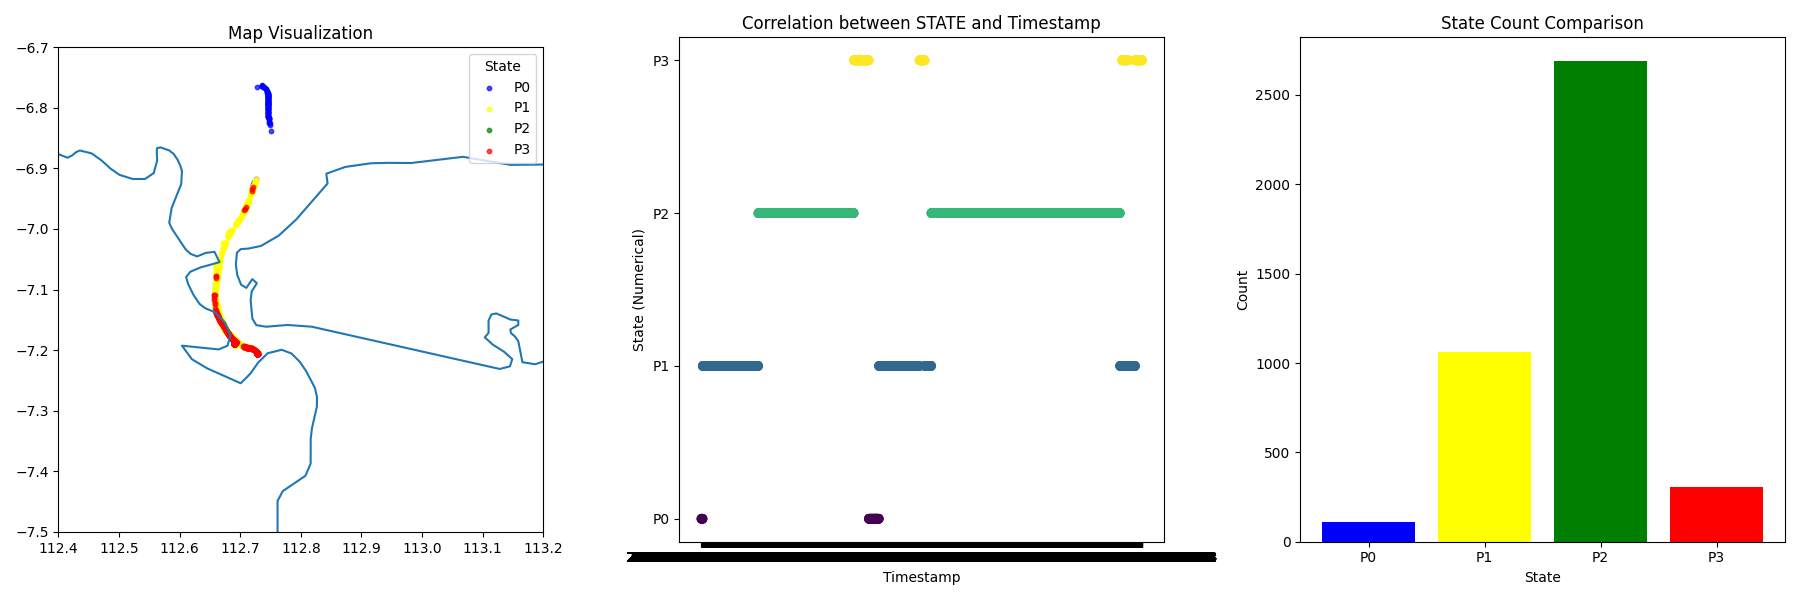 Map Visualization
−6.7
−6.8
−6.9
−7.0
−7.1
−7.2
−7.3
−7.4
−7.5
112.4 112.5 112.6 112.7 112.8 112.9 113.0 113.1 113.2
State
P0
P1
P2
P3
Correlation between STATE and Timestamp
State (Numerical)
P3
P2
P1
P0
Timestamp
State Count Comparison
Count
2500
2000
1500
1000
500
0
P0 P1 P2 P3
State